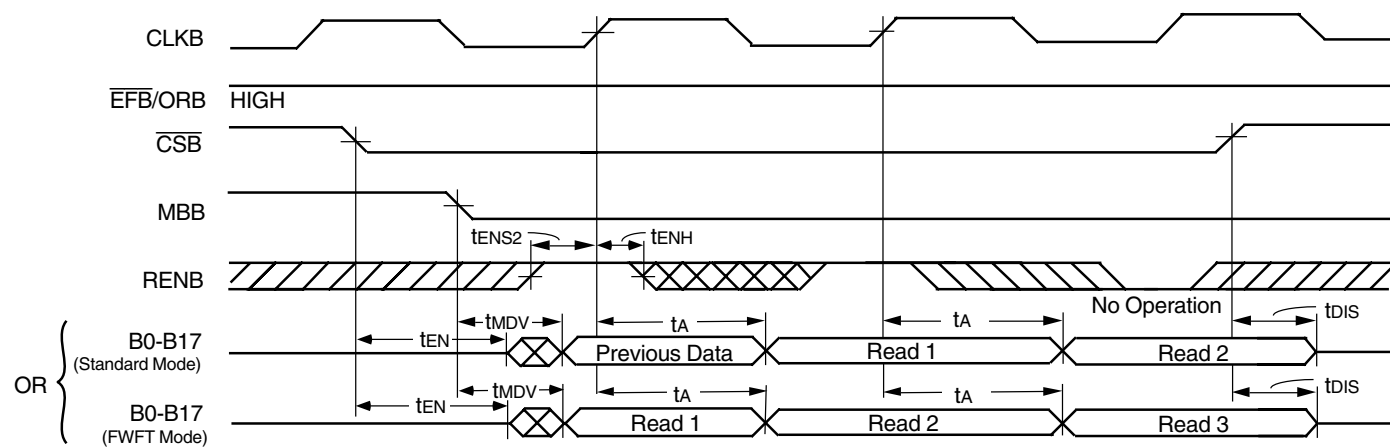 CLKB
EFB/ORB HIGH
CSB
MBB
tENS2 tENH
RENB
No Operation
tMDV tA tA tDIS
tEN
B0-B17
(Standard Mode)
Previous Data Read 1 Read 2
OR
tMDV tA tA tDIS
tEN
B0-B17
(FWFT Mode)
Read 1 Read 2 Read 3